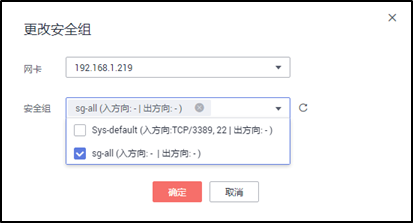 更改安全组
网卡 192.168.1.219
安全组 sg-all (入方向: - | 出方向: - )
Sys-default (入方向:TCP/3389, 22 | 出方向: - )
sg-all (入方向: - | 出方向: - )
确定 取消